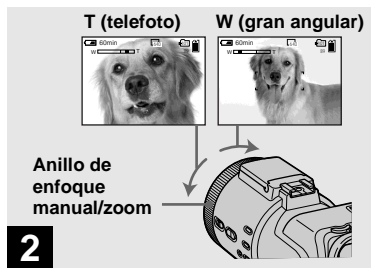 T (telefoto) W (gran angular)
60min
W T
60min
W T
Anillo de
enfoque
manual/zoom
2